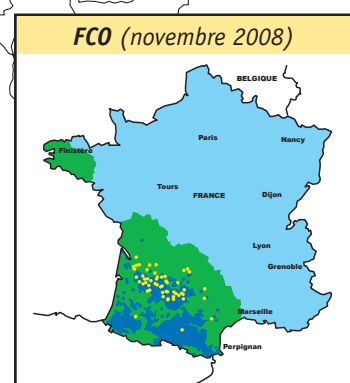 FCO (novembre 2008)
BELGIQUE
Paris
Nancy
Finistère
Tours
FRANCE
Dijon
Lyon
Grenoble
Marseille
Perpignan